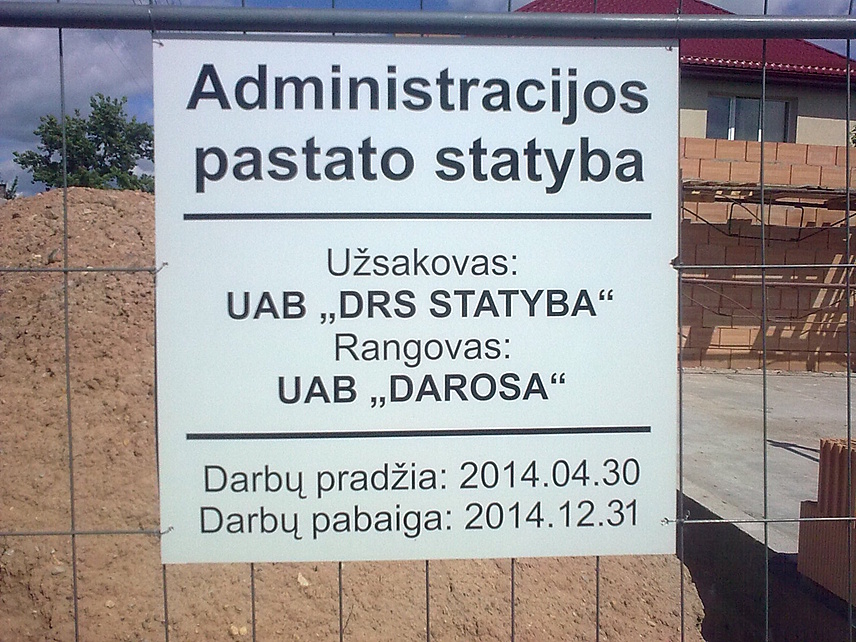 Administracijos
pastato statyba
Užsakovas:
UAB „DRS STATYBA“
Rangovas:
UAB „DAROSA“
Darbų pradžia: 2014.04.30
Darbų pabaiga: 2014.12.31